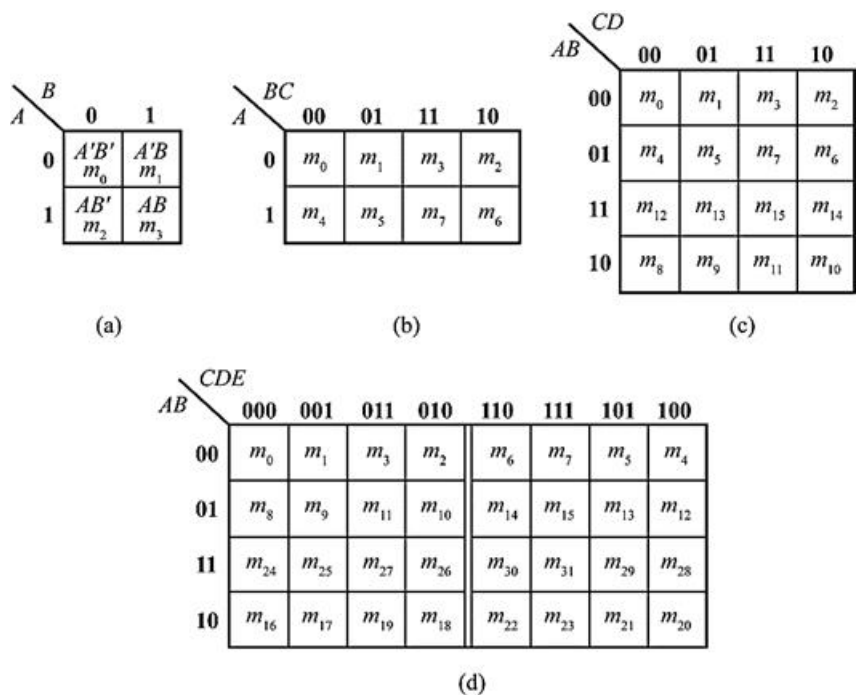 B
A
0 1
0 A'B' A'B
m₀ m₁
1 AB' AB
m₂ m₃
(a)
BC
A
00 01 11 10
0 m₀ m₁ m₃ m₂
1 m₄ m₅ m₇ m₆
(b)
CD
AB
00 01 11 10
00 m₀ m₁ m₃ m₂
01 m₄ m₅ m₇ m₆
11 m₁₂ m₁₃ m₁₅ m₁₄
10 m₈ m₉ m₁₁ m₁₀
(c)
CDE
AB
000 001 011 010 110 111 101 100
00 m₀ m₁ m₃ m₂ m₆ m₇ m₅ m₄
01 m₈ m₉ m₁₁ m₁₀ m₁₄ m₁₅ m₁₃ m₁₂
11 m₂₄ m₂₅ m₂₇ m₂₆ m₃₀ m₃₁ m₂₉ m₂₈
10 m₁₆ m₁₇ m₁₉ m₁₈ m₂₂ m₂₃ m₂₁ m₂₀
(d)